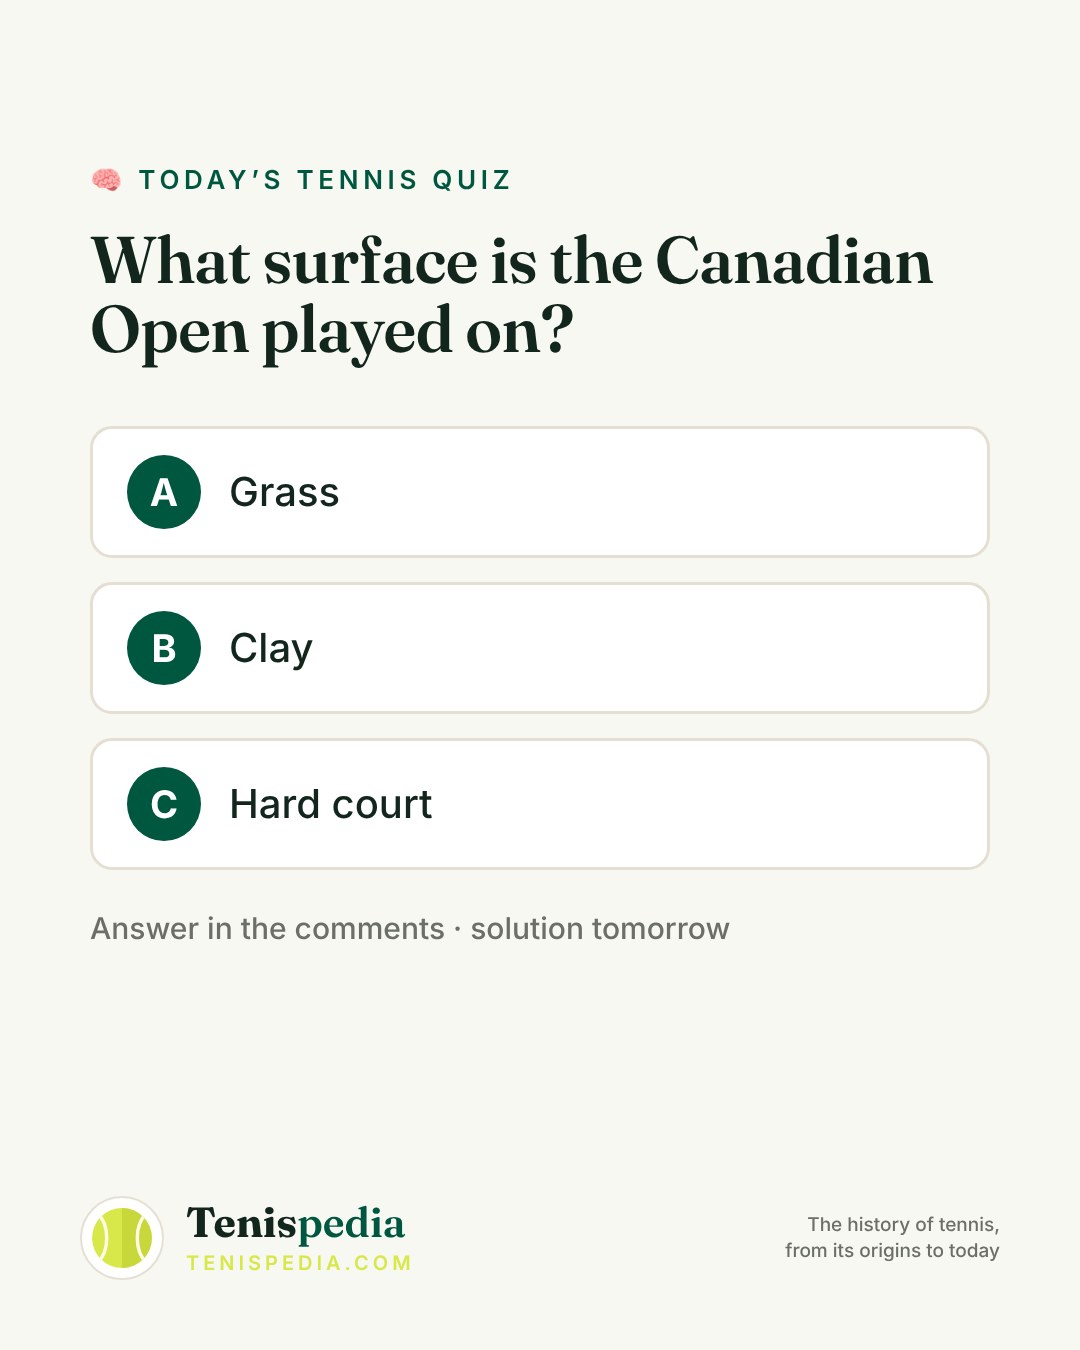 🧠 TODAY’S TENNIS QUIZ
What surface is the Canadian
Open played on?
A Grass
B Clay
C Hard court
Answer in the comments · solution tomorrow
Tenispedia
TENISPEDIA.COM
The history of tennis,
from its origins to today